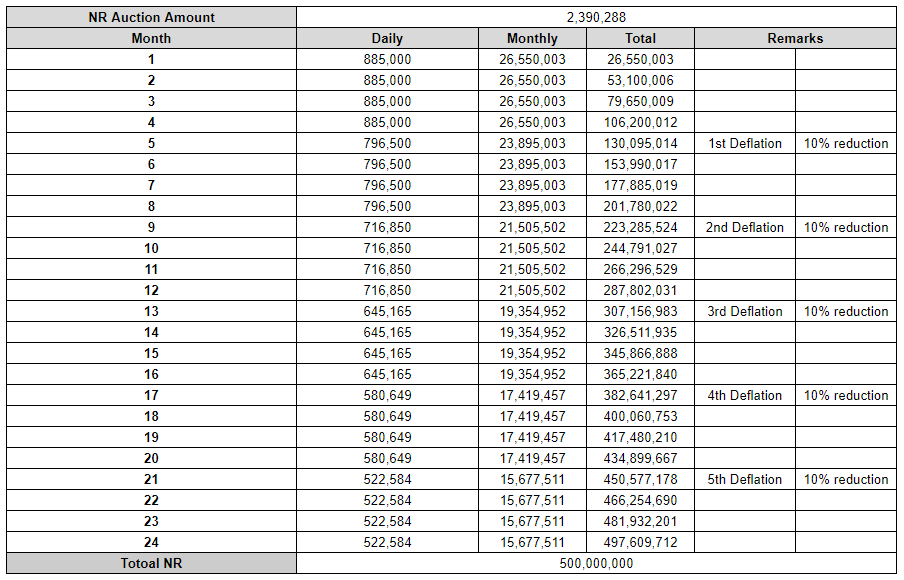 NR Auction Amount 2,390,288
Month Daily Monthly Total Remarks
1 885,000 26,550,003 26,550,003
2 885,000 26,550,003 53,100,006
3 885,000 26,550,003 79,650,009
4 885,000 26,550,003 106,200,012
5 796,500 23,895,003 130,095,014 1st Deflation 10% reduction
6 796,500 23,895,003 153,990,017
7 796,500 23,895,003 177,885,019
8 796,500 23,895,003 201,780,022
9 716,850 21,505,502 223,285,524 2nd Deflation 10% reduction
10 716,850 21,505,502 244,791,027
11 716,850 21,505,502 266,296,529
12 716,850 21,505,502 287,802,031
13 645,165 19,354,952 307,156,983 3rd Deflation 10% reduction
14 645,165 19,354,952 326,511,935
15 645,165 19,354,952 345,866,888
16 645,165 19,354,952 365,221,840
17 580,649 17,419,457 382,641,297 4th Deflation 10% reduction
18 580,649 17,419,457 400,060,753
19 580,649 17,419,457 417,480,210
20 580,649 17,419,457 434,899,667
21 522,584 15,677,511 450,577,178 5th Deflation 10% reduction
22 522,584 15,677,511 466,254,690
23 522,584 15,677,511 481,932,201
24 522,584 15,677,511 497,609,712
Totoal NR 500,000,000